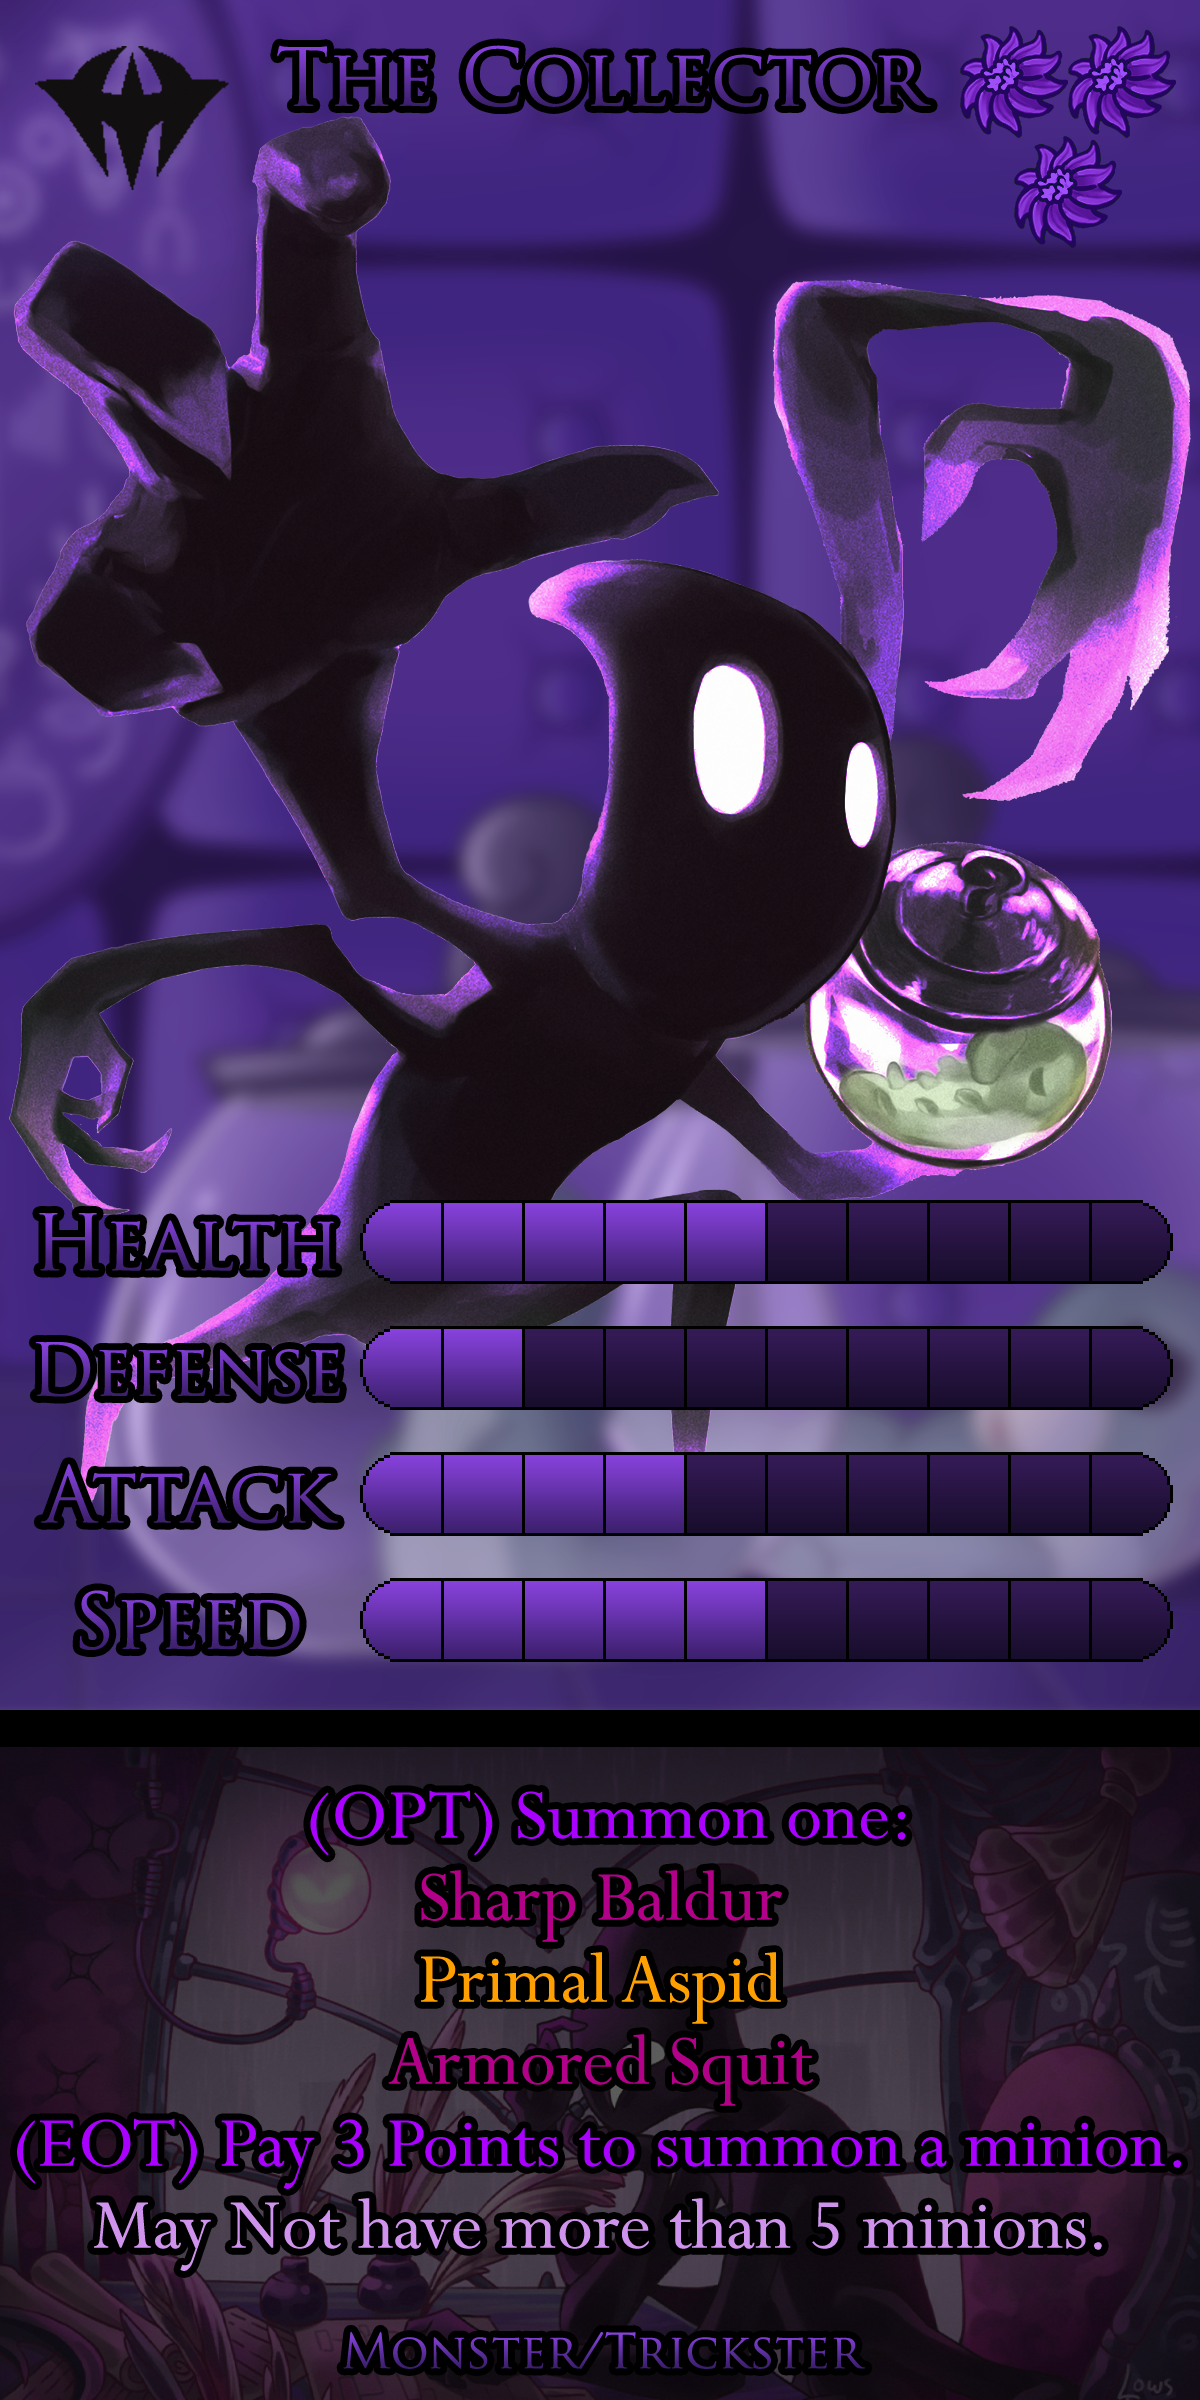 The Collector
Health
Defense
Attack
Speed
(OPT) Summon one:
Sharp Baldur
Primal Aspid
Armored Squit
(EOT) Pay 3 Points to summon a minion.
May Not have more than 5 minions.
Monster/Trickster
Lows